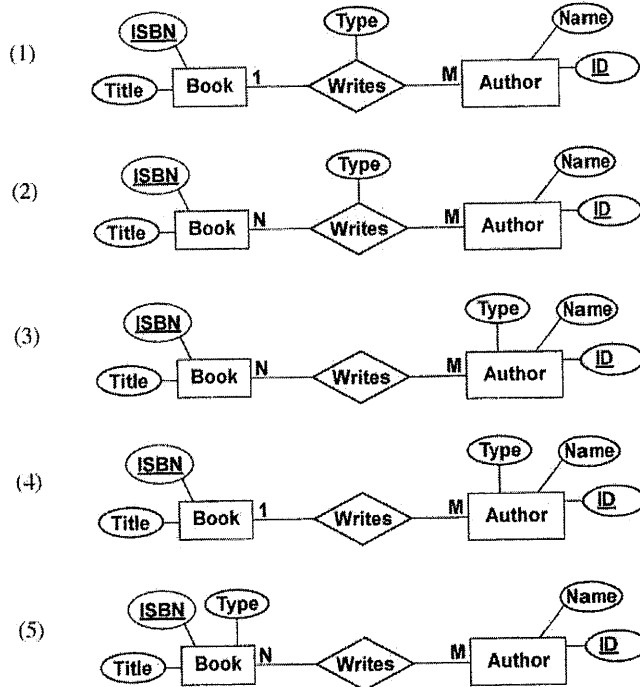 ISBN Type Name
(1) Title Book 1 Writes M Author ID
ISBN Type Name
(2) Title Book N Writes M Author ID
ISBN Type Name
(3) Title Book N Writes M Author ID
ISBN Type Name
(4) Title Book 1 Writes M Author ID
ISBN Type Name
(5) Title Book N Writes M Author ID